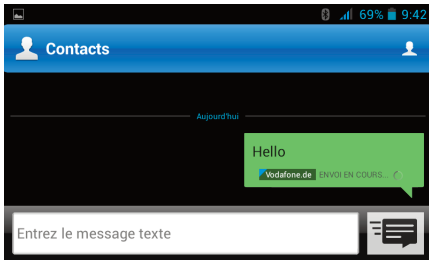 69% 9:42
Contacts
Aujourd'hui
Hello
Vodafone.de ENVOI EN COURS...
Entrez le message texte